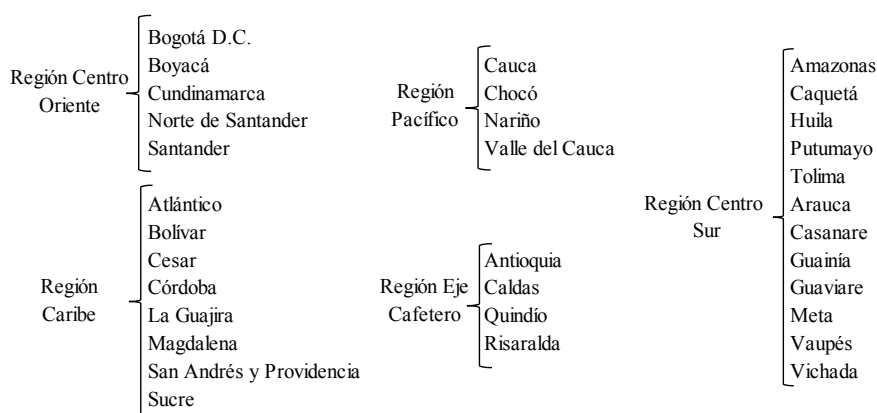 Región Centro
Oriente
Bogotá D.C.
Boyacá
Cundinamarca
Norte de Santander
Santander
Región
Caribe
Atlántico
Bolívar
Cesar
Córdoba
La Guajira
Magdalena
San Andrés y Providencia
Sucre
Región
Pacífico
Cauca
Chocó
Nariño
Valle del Cauca
Región Eje
Cafetero
Antioquia
Caldas
Quindío
Risaralda
Región Centro
Sur
Amazonas
Caquetá
Huila
Putumayo
Tolima
Arauca
Casanare
Guainía
Guaviare
Meta
Vaupés
Vichada